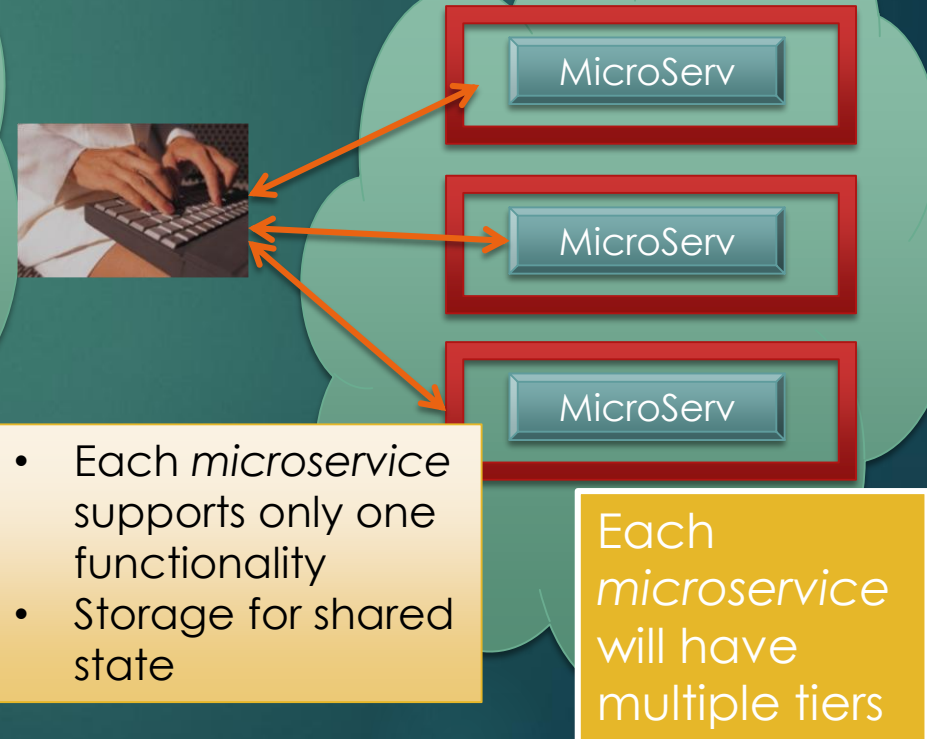 MicroServ
MicroServ
MicroServ
• Each microservice
supports only one
functionality
• Storage for shared
state
Each
microservice
will have
multiple tiers